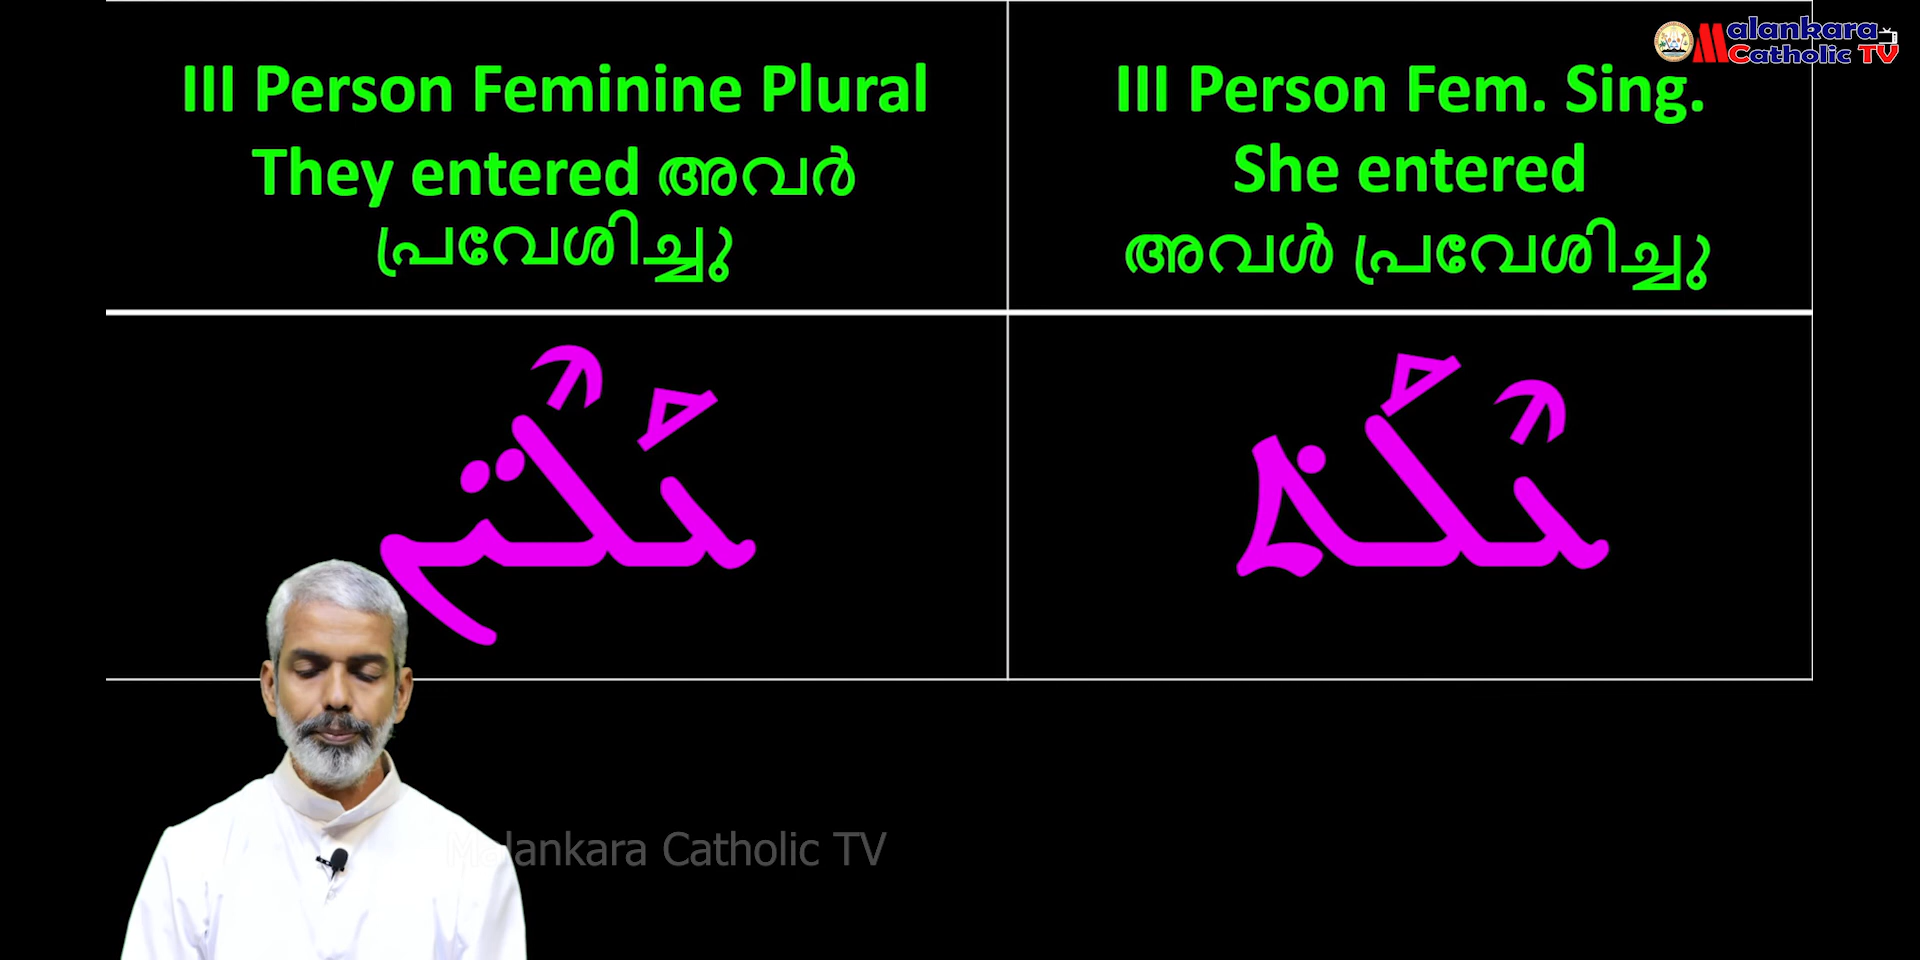 III Person Feminine Plural
They entered അവർ
പ്രവേശിച്ചു
III Person Fem. Sing.
She entered
അവൾ പ്രവേശിച്ചു
ܥܰܠܶܝ̈ܢ
ܥܶܠܰܬ݀
Malankara Catholic TV
Malankara Catholic TV